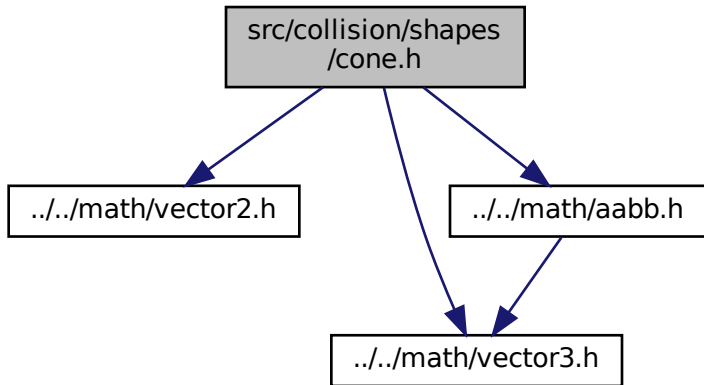 src/collision/shapes
/cone.h
../../math/vector2.h
../../math/aabb.h
../../math/vector3.h